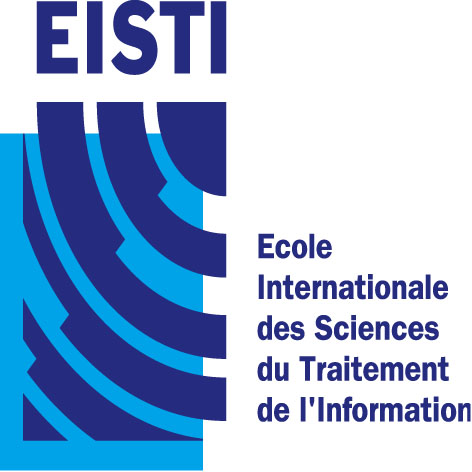 EISTI
Ecole
Internationale
des Sciences
du Traitement
de l'Information